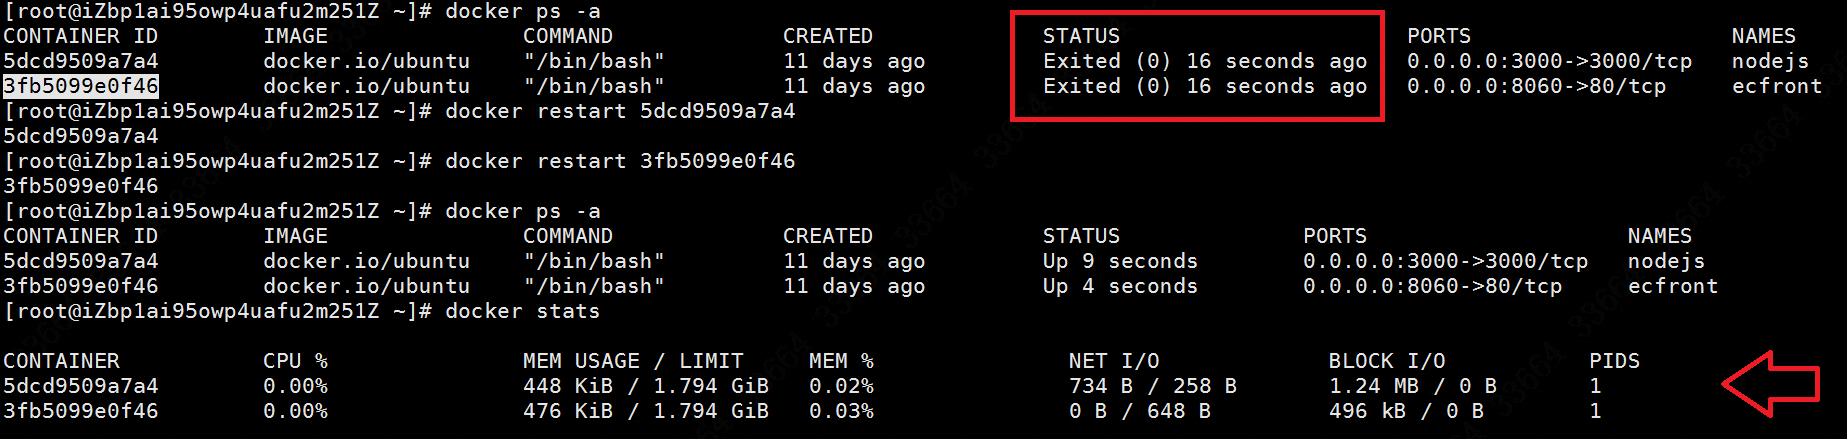 [root@iZbp1ai95owp4uafu2m251Z ~]# docker ps -a
CONTAINER ID IMAGE COMMAND CREATED STATUS PORTS NAMES
5dcd9509a7a4 docker.io/ubuntu "/bin/bash" 11 days ago Exited (0) 16 seconds ago 0.0.0.0:3000->3000/tcp nodejs
3fb5099e0f46 docker.io/ubuntu "/bin/bash" 11 days ago Exited (0) 16 seconds ago 0.0.0.0:8060->80/tcp ecfront
[root@iZbp1ai95owp4uafu2m251Z ~]# docker restart 5dcd9509a7a4
5dcd9509a7a4
[root@iZbp1ai95owp4uafu2m251Z ~]# docker restart 3fb5099e0f46
3fb5099e0f46
[root@iZbp1ai95owp4uafu2m251Z ~]# docker ps -a
CONTAINER ID IMAGE COMMAND CREATED STATUS PORTS NAMES
5dcd9509a7a4 docker.io/ubuntu "/bin/bash" 11 days ago Up 9 seconds 0.0.0.0:3000->3000/tcp nodejs
3fb5099e0f46 docker.io/ubuntu "/bin/bash" 11 days ago Up 4 seconds 0.0.0.0:8060->80/tcp ecfront
[root@iZbp1ai95owp4uafu2m251Z ~]# docker stats
CONTAINER CPU % MEM USAGE / LIMIT MEM % NET I/O BLOCK I/O PIDS
5dcd9509a7a4 0.00% 448 KiB / 1.794 GiB 0.02% 734 B / 258 B 1.24 MB / 0 B 1
3fb5099e0f46 0.00% 476 KiB / 1.794 GiB 0.03% 0 B / 648 B 496 kB / 0 B 1